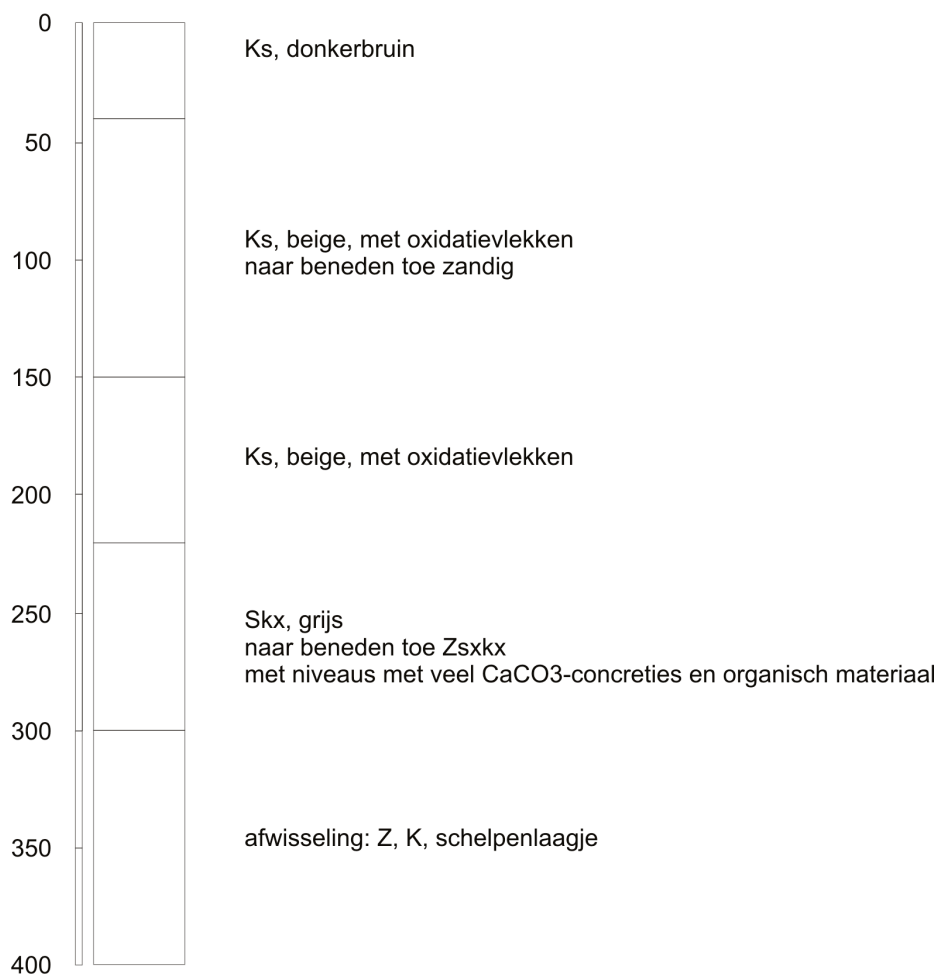 0
Ks, donkerbruin
50
Ks, beige, met oxidatievlekken
naar beneden toe zandig
100
150
Ks, beige, met oxidatievlekken
200
250
Skx, grijs
naar beneden toe Zsxkx
met niveaus met veel CaCO3-concreties en organisch materiaal
300
afwisseling: Z, K, schelpenlaagje
350
400